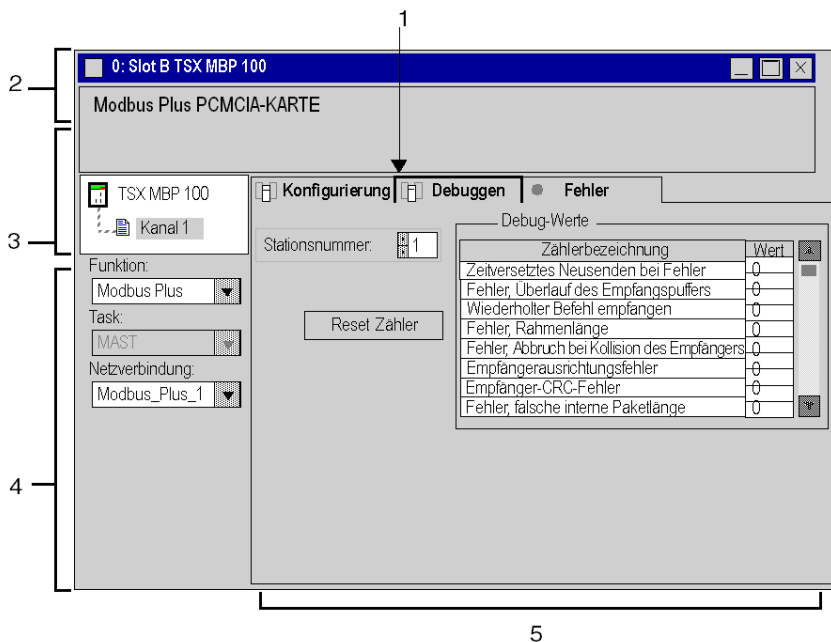 1
2
0: Slot B TSX MBP 100
Modbus Plus PCMCIA-KARTE
3
TSX MBP 100
Kanal 1
Konfigurierung
Debuggen
Fehler
Funktion:
Modbus Plus
Task:
MAST
Netzverbindung:
Modbus_Plus_1
4
Stationsnummer: 1
Reset Zähler
Debug-Werte
Zählerbezeichnung Wert
Zeitversetztes Neusenden bei Fehler 0
Fehler, Überlauf des Empfangspuffers 0
Wiederholter Befehl empfangen 0
Fehler, Rahmenlänge 0
Fehler, Abbruch bei Kollision des Empfängers 0
Empfängerausrichtungsfehler 0
Empfänger-CRC-Fehler 0
Fehler, falsche interne Paketlänge 0
5